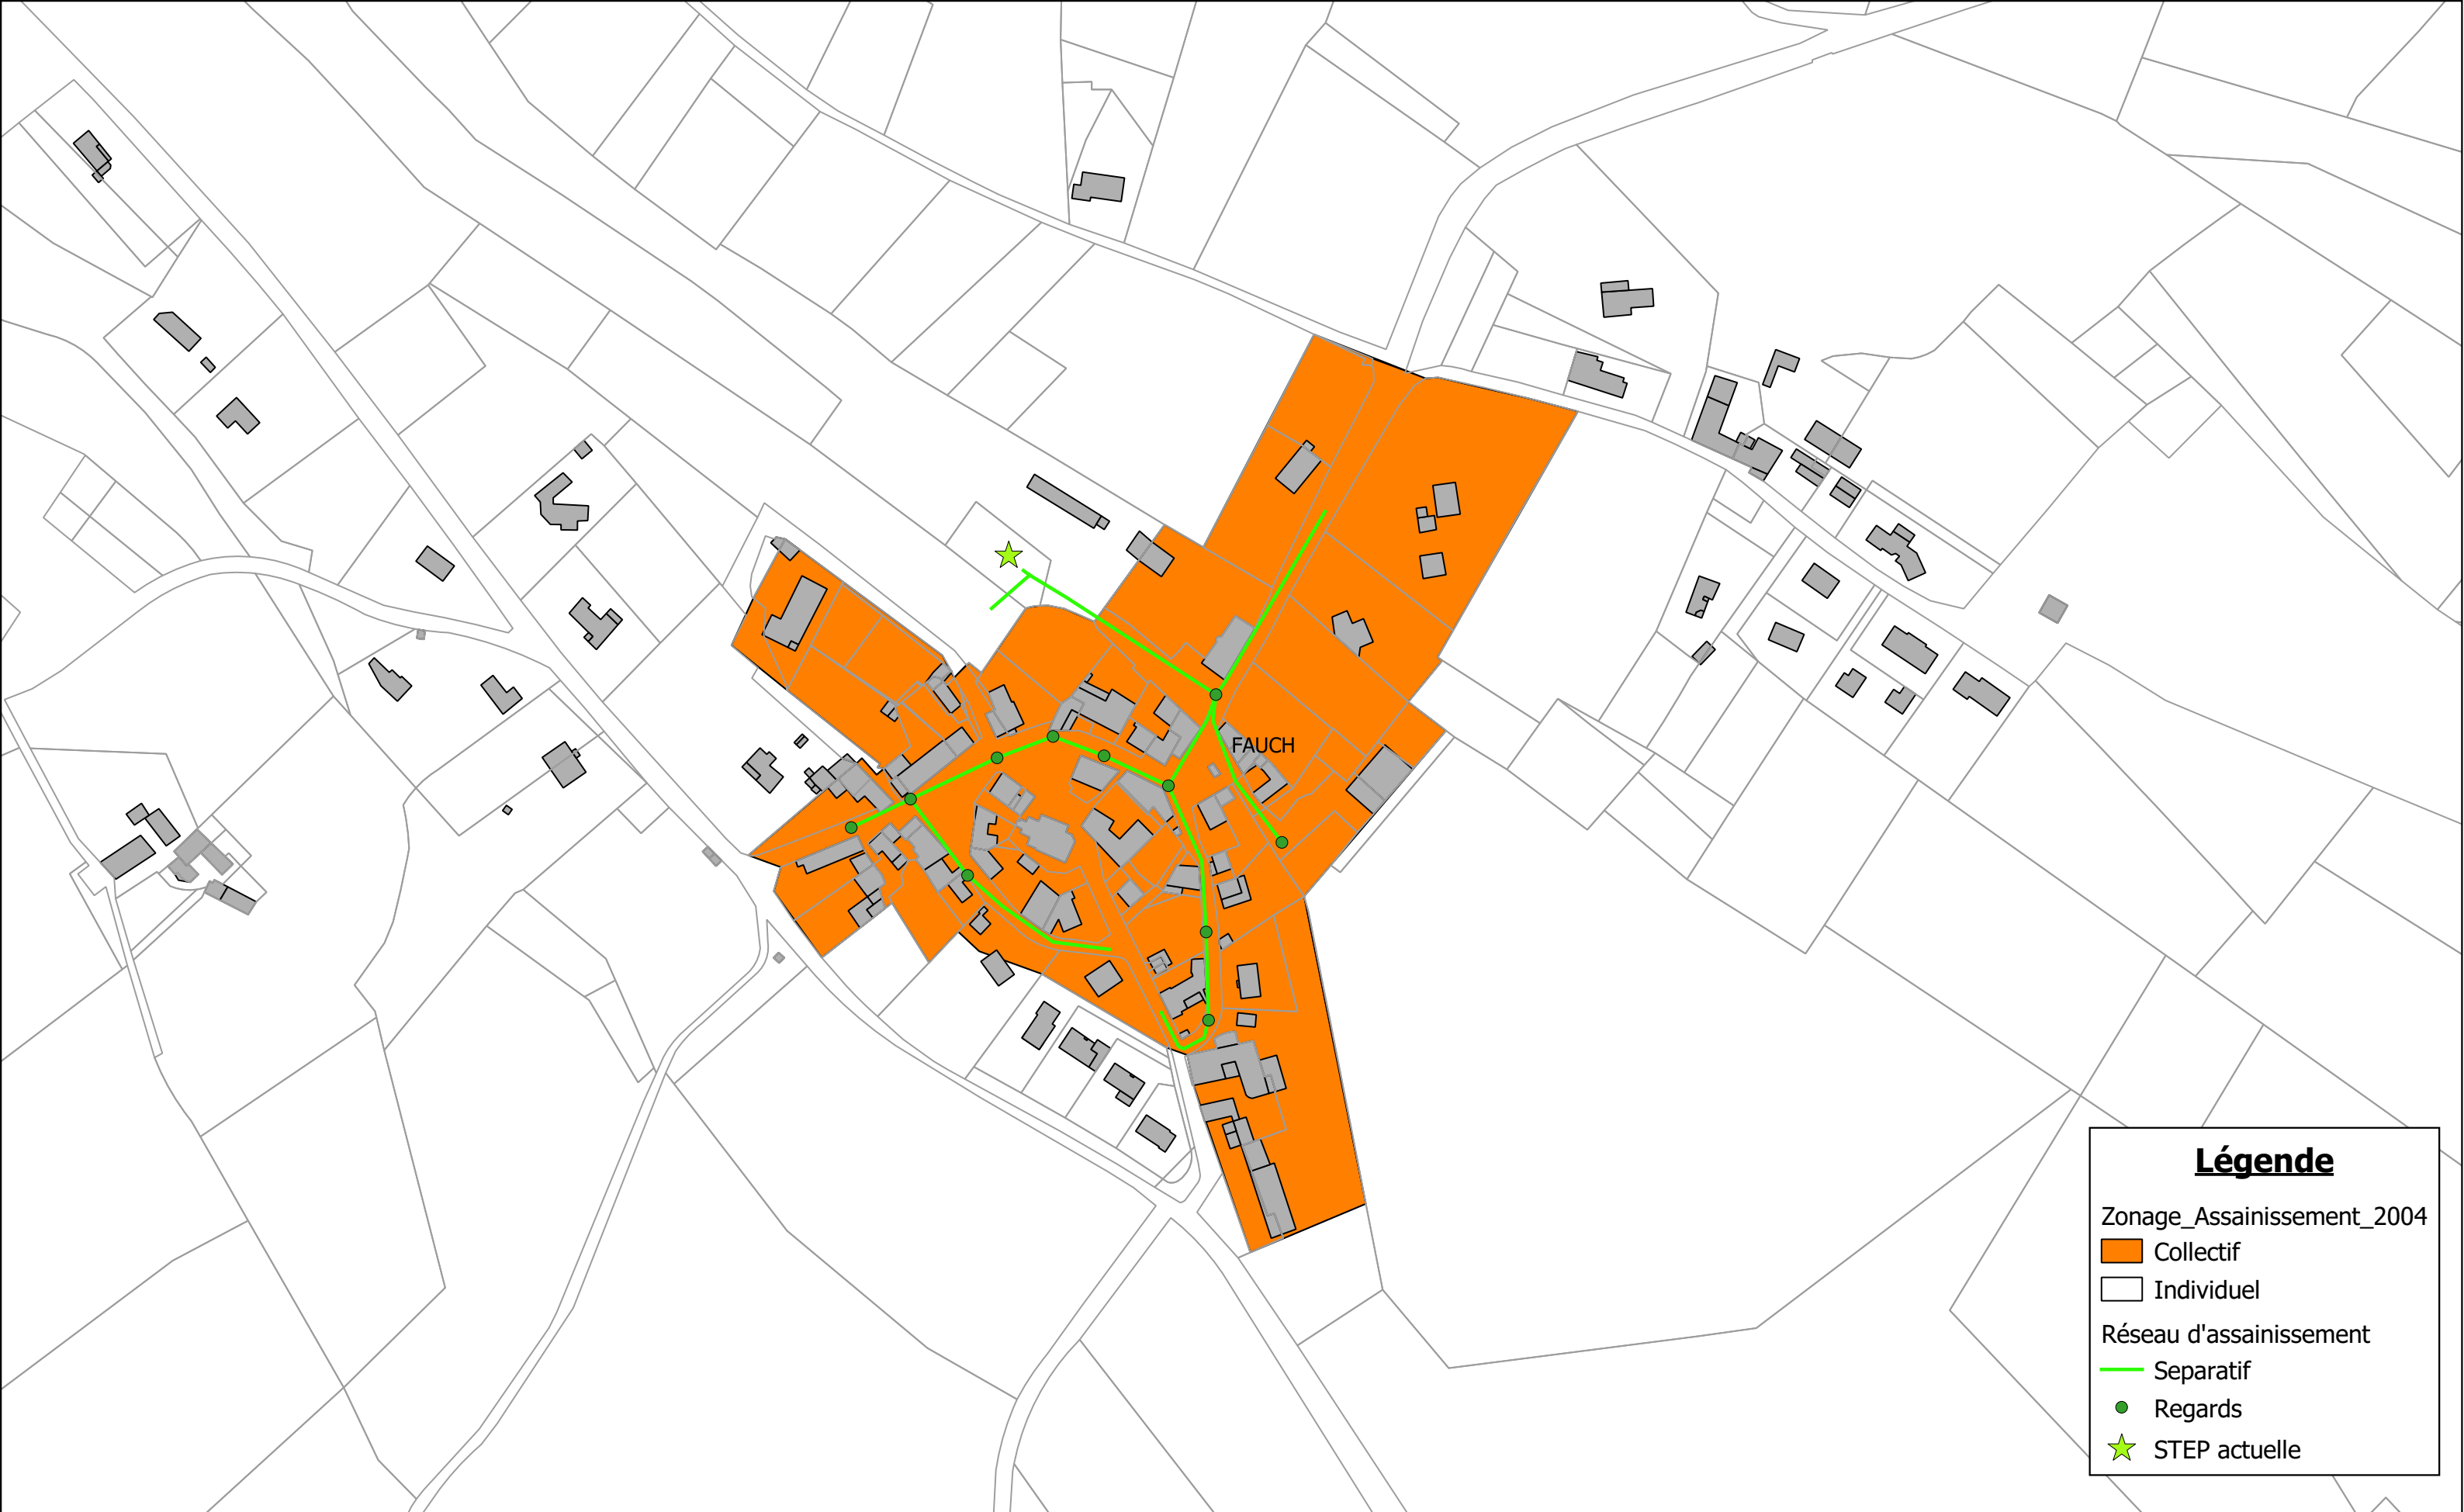 FAUCH
Légende
Zonage_Assainissement_2004
Collectif
Individuel
Réseau d'assainissement
Separatif
Regards
STEP actuelle